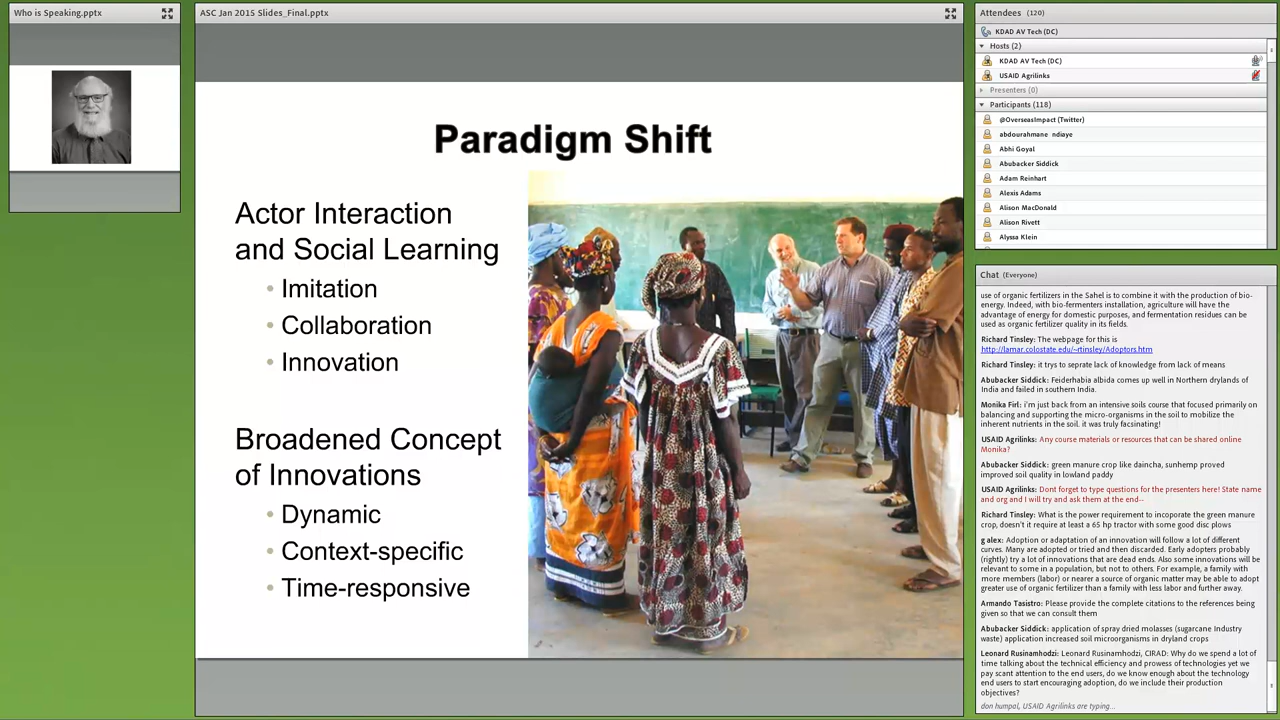 Who is Speaking.pptx
ASC Jan 2015 Slides_Final.pptx
Paradigm Shift
Actor Interaction
and Social Learning
• Imitation
• Collaboration
• Innovation
Broadened Concept
of Innovations
• Dynamic
• Context-specific
• Time-responsive
Attendees (120)
KDAD AV Tech (DC)
Hosts (2)
KDAD AV Tech (DC)
USAID Agrilinks
Presenters (0)
Participants (118)
@OverseasImpact (Twitter)
abdourahmane ndiaye
Abhi Goyal
Abubacker Siddick
Adam Reinhart
Alexis Adams
Alison MacDonald
Alison Rivett
Alyssa Klein
Chat (Everyone)
use of organic fertilizers in the Sahel is to combine it with the production of bio-
energy. Indeed, with bio-fermenters installation, agriculture will have the
advantage of energy for domestic purposes, and fermentation residues can be
used as organic fertilizer quality in its fields.
Richard Tinsley: The webpage for this is
http://lamar.colostate.edu/~rtinsley/Adoptors.htm
Richard Tinsley: it trys to seprate lack of knowledge from lack of means
Abubacker Siddick: Feiderhabia albida comes up well in Northern drylands of
India and failed in southern India.
Monika Firl: i'm just back from an intensive soils course that focused primarily on
balancing and supporting the micro-organisms in the soil to mobilize the
inherent nutrients in the soil. it was truly facsinating!
USAID Agrilinks: Any course materials or resources that can be shared online
Monika?
Abubacker Siddick: green manure crop like daincha, sunhemp proved
improved soil quality in lowland paddy
USAID Agrilinks: Dont forget to type questions for the presenters here! State name
and org and I will try and ask them at the end--
Richard Tinsley: What is the power requirement to incoporate the green manure
crop, doesn't it require at least a 65 hp tractor with some good disc plows
g alex: Adoption or adaptation of an innovation will follow a lot of different
curves. Many are adopted or tried and then discarded. Early adopters probably
(rightly) try a lot of innovations that are dead ends. Also some innovations will be
relevant to some in a population, but not to others. For example, a family with
more members (labor) or nearer a source of organic matter may be able to adopt
greater use of organic fertilizer than a family with less labor and further away.
Armando Tasistro: Please provide the complete citations to the references being
given so that we can consult them
Abubacker Siddick: application of spray dried molasses (sugarcane Industry
waste) application increased soil microorganisms in dryland crops
Leonard Rusinamhodzi: Leonard Rusinamhodzi, CIRAD: Why do we spend a lot of
time talking about the technical efficiency and prowess of technologies yet we
pay scant attention to the end users, do we know enough about the technology
end users to start encouraging adoption, do we include their production
objectives?
don humpal, USAID Agrilinks are typing...